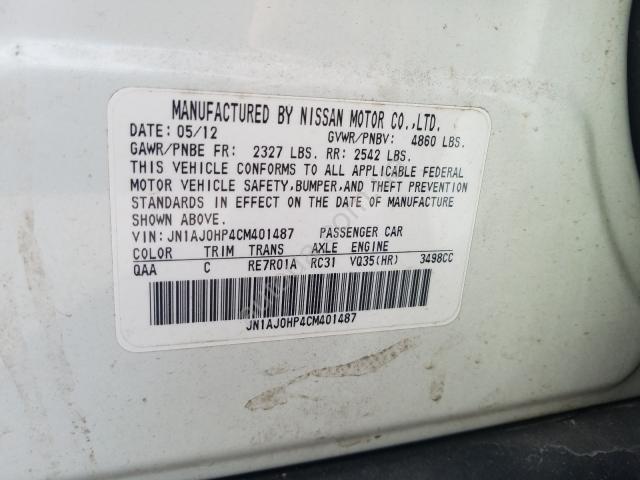 MANUFACTURED BY NISSAN MOTOR CO.,LTD.
DATE: 05/12 GVWR/PNBV: 4860 LBS.
GAWR/PNBE FR: 2327 LBS. RR: 2542 LBS.
THIS VEHICLE CONFORMS TO ALL APPLICABLE FEDERAL
MOTOR VEHICLE SAFETY,BUMPER,AND THEFT PREVENTION
STANDARDS IN EFFECT ON THE DATE OF MANUFACTURE
SHOWN ABOVE.
VIN: JN1AJ0HP4CM401487 PASSENGER CAR
COLOR TRIM TRANS AXLE ENGINE
QAA C RE7R01A RC31 VQ35(HR) 3498CC
JN1AJ0HP4CM401487